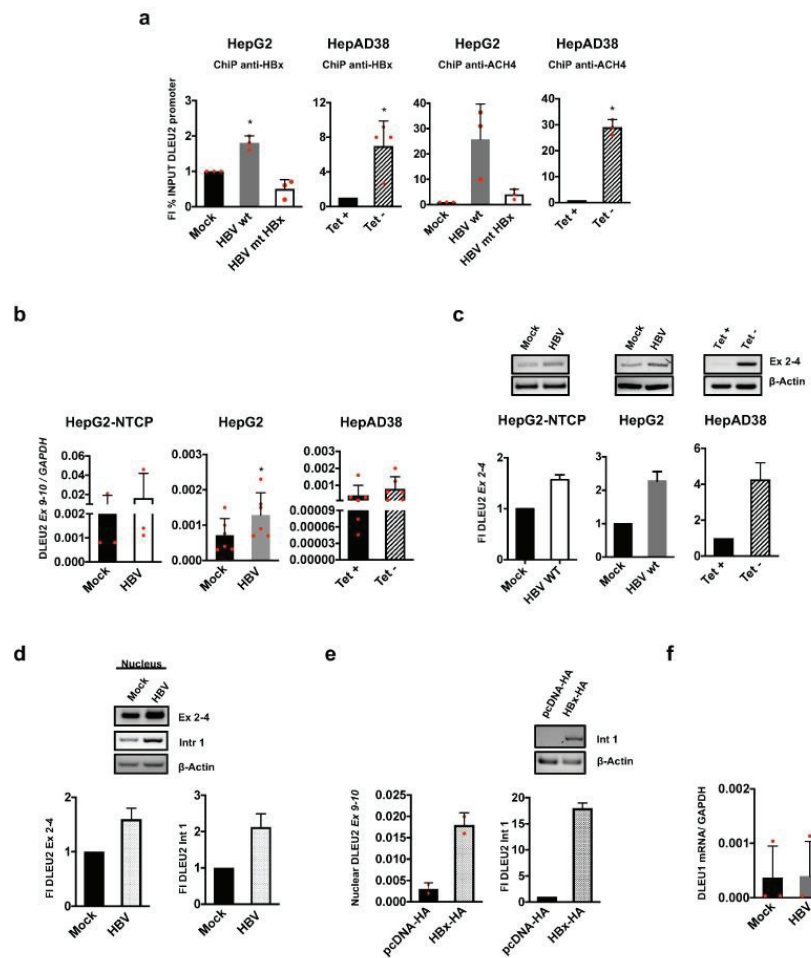 a
HepG2 HepAD38 HepG2 HepAD38
ChiP anti-HBx ChiP anti-HBx ChiP anti-ACH4 ChiP anti-ACH4
FI % INPUT DLEU2 promoter
3 12 40 40
30
2 8 30
20 20
1 4
10 10
0 0 0 0
* * *
Mock HBV wt HBV mt HBx Tet + Tet - Mock HBV wt HBV mt HBx Tet + Tet -
b
HepG2-NTCP HepG2 HepAD38
DLEU2 Ex 9-10 / GAPDH
0.06 0.003 0.003
0.04 0.002
0.02 0.002 0.001
0.00 0.000
0.002 0.001 0.00009
0.001 0.00005
0.000 0.000 0.00000
*
Mock HBV Mock HBV Tet + Tet -
c
Mock HBV Mock HBV Tet + Tet -
Ex 2-4
β-Actin
HepG2-NTCP HepG2 HepAD38
FI DLEU2 Ex 2-4
2 3 6
2 4
1
1 2
0 0 0
Mock HBV WT Mock HBV wt Tet + Tet -
d
Nucleus
Mock HBV
Ex 2-4
Intr 1
β-Actin
FI DLEU2 Ex 2-4
2
1
0
Mock HBV
FI DLEU2 Int 1
3
2
1
0
Mock HBV
e
pcDNA-HA HBx-HA
Int 1
β-Actin
Nuclear DLEU2 Ex 9-10
0.025
0.020
0.015
0.010
0.005
0.000
pcDNA-HA HBx-HA
FI DLEU2 Int 1
20
15
10
5
0
pcDNA-HA HBx-HA
f
DLEU1 mRNA/ GAPDH
0.002
0.001
0.000
Mock HBV